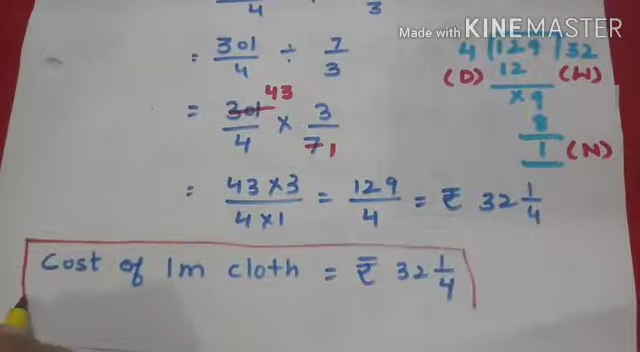 4 3
= 301/4 ÷ 7/3
= 301/4 43 × 3/7 1
= 43×3/4×1 = 129/4 = ₹ 32 1/4
Cost of 1m cloth = ₹ 32 1/4
Made with KINEMASTER
4 129 32
(D) 12 (W)
×9
8
1 (N)